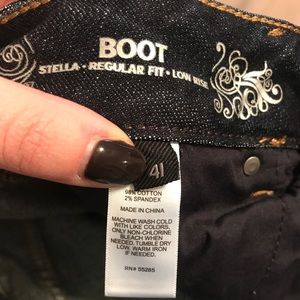 BOOT
STELLA • REGULAR FIT • LOW RISE
4
98% COTTON
2% SPANDEX
MADE IN CHINA
MACHINE WASH COLD
WITH LIKE COLORS,
ONLY NON-CHLORINE
BLEACH WHEN
NEEDED, TUMBLE DRY
LOW, WARM IRON
IF NEEDED.
RN# 55285